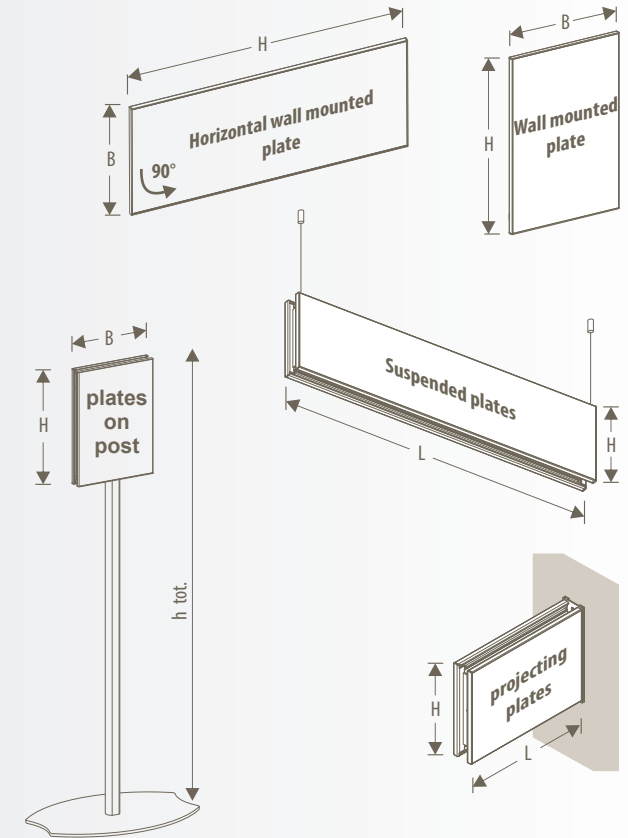 H
B
Horizontal wall mounted
plate
90°
B
H
Wall mounted
plate
Suspended plates
L
H
B
H
plates
on
post
h tot.
projecting
plates
H
L